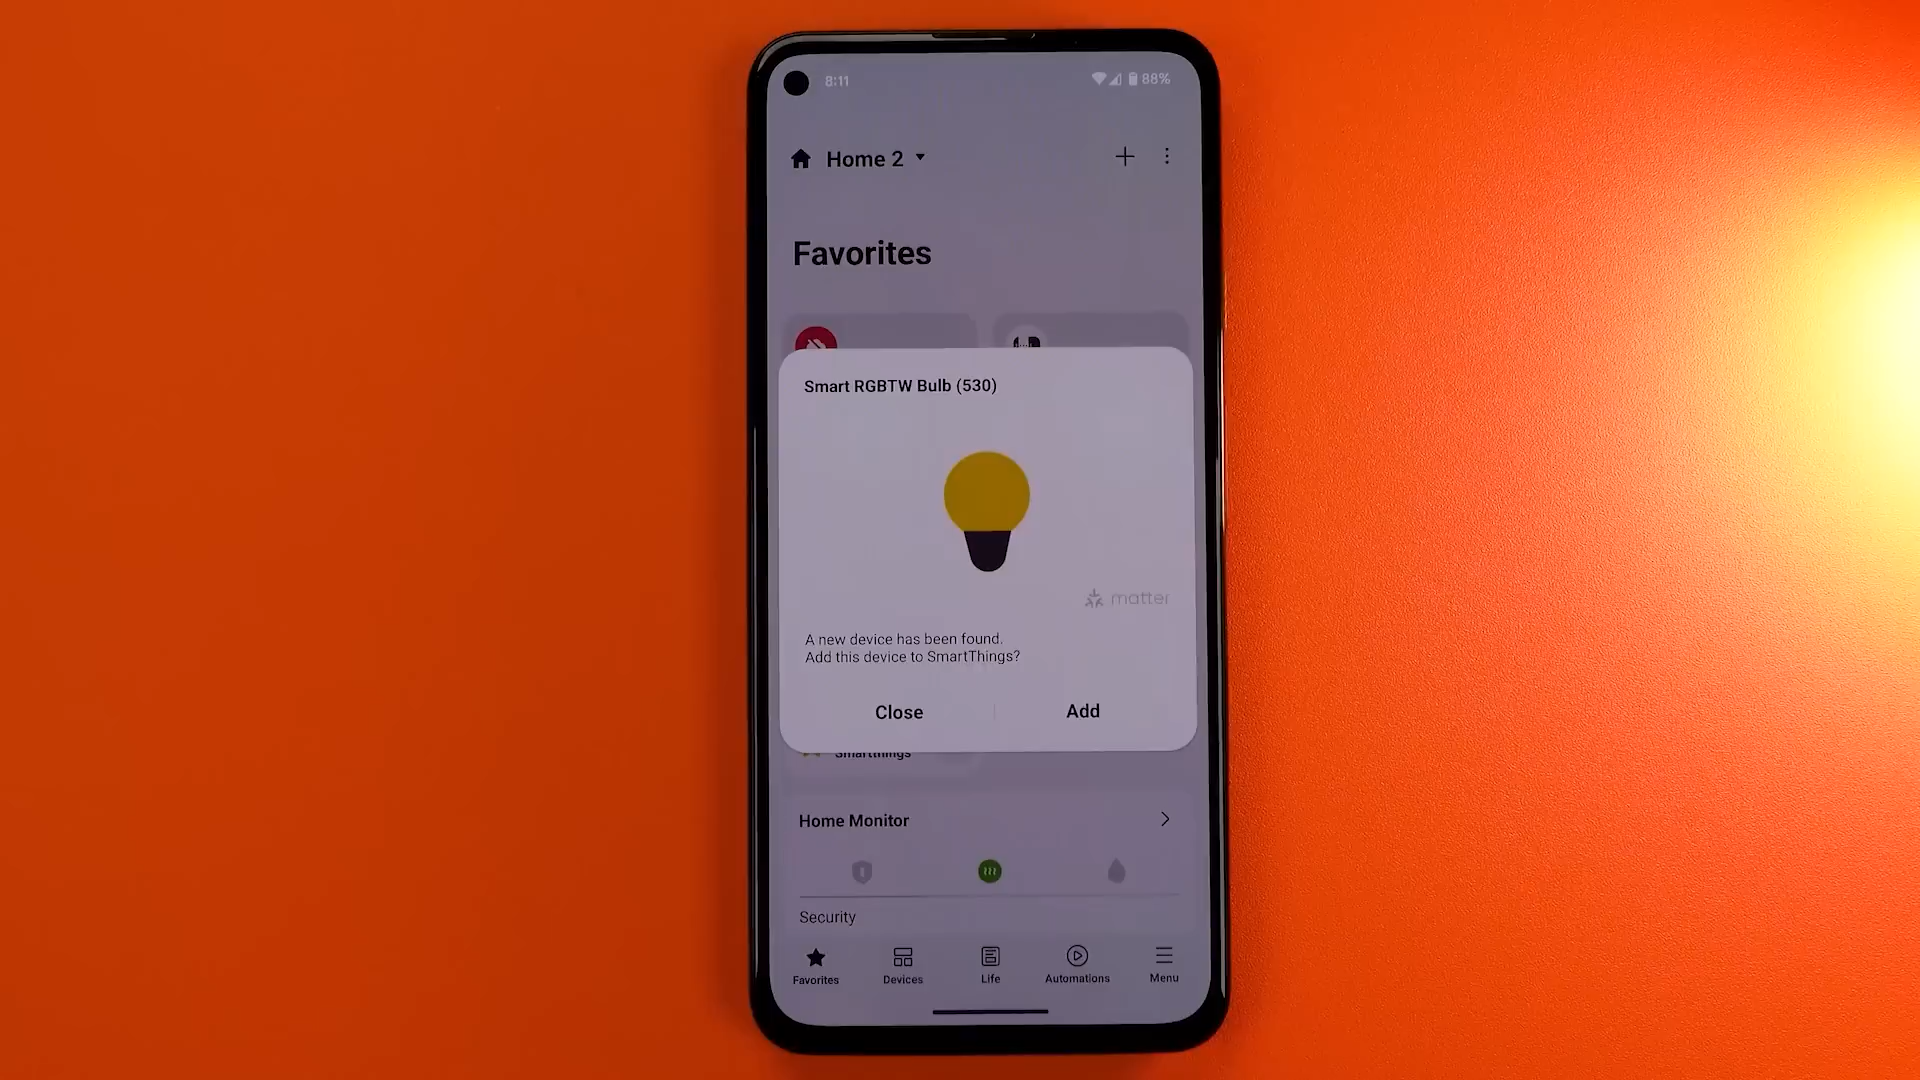 8:11
88%
Home 2
Favorites
Smart RGBTW Bulb (530)
matter
A new device has been found.
Add this device to SmartThings?
Close
Add
Smartthings
Home Monitor
Security
Favorites
Devices
Life
Automations
Menu